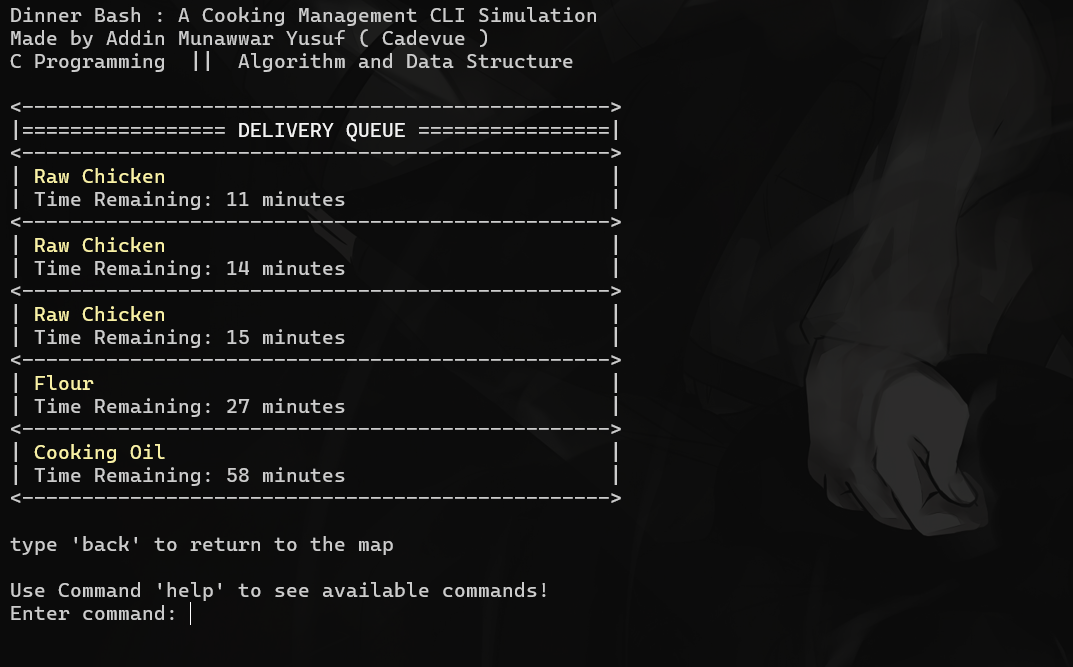 Dinner Bash : A Cooking Management CLI Simulation
Made by Addin Munawwar Yusuf ( Cadevue )
C Programming  ||  Algorithm and Data Structure
<------------------------------------------------->
|================= DELIVERY QUEUE ================|
<------------------------------------------------->
| Raw Chicken                                     |
| Time Remaining: 11 minutes                      |
<------------------------------------------------->
| Raw Chicken                                     |
| Time Remaining: 14 minutes                      |
<------------------------------------------------->
| Raw Chicken                                     |
| Time Remaining: 15 minutes                      |
<------------------------------------------------->
| Flour                                           |
| Time Remaining: 27 minutes                      |
<------------------------------------------------->
| Cooking Oil                                     |
| Time Remaining: 58 minutes                      |
<------------------------------------------------->
type 'back' to return to the map
Use Command 'help' to see available commands!
Enter command: